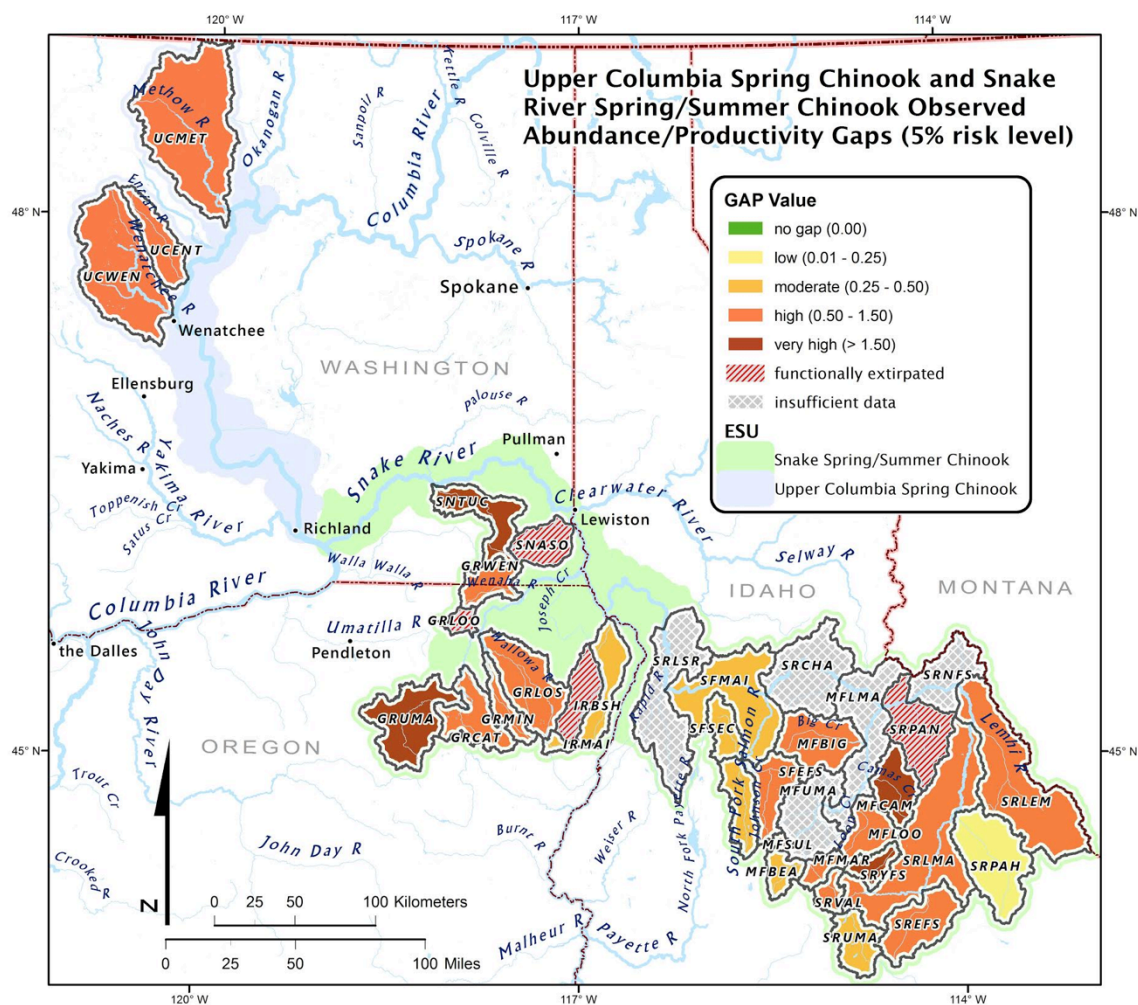 120° W 117° W 114° W
Upper Columbia Spring Chinook and Snake
River Spring/Summer Chinook Observed
Abundance/Productivity Gaps (5% risk level)
GAP Value
no gap (0.00)
low (0.01 - 0.25)
moderate (0.25 - 0.50)
high (0.50 - 1.50)
very high (> 1.50)
functionally extirpated
insufficient data
ESU
Snake Spring/Summer Chinook
Upper Columbia Spring Chinook
48° N
48° N
Methow R
UCMET
Okanogan R
Sanpoil R
Kettle R
Colville R
Columbia River
Entiat R
UCENT
Wenatchee R
UCWEN
Wenatchee
Spokane R
Spokane
WASHINGTON
Ellensburg
Naches R
Yakima
Yakima River
Toppenish Cr
Satus Cr
Palouse R
Pullman
Snake River
Richland
SNTUC
Clearwater River
Lewiston
SNASO
Selway R
Walla Walla R
GRWEN
Wenaha R
Joseph Cr
IDAHO
MONTANA
Columbia River
the Dalles
John Day River
Umatilla R
Pendleton
GRLOO
Wallowa R
GRLOS
GRUMA
GRCAT
GRMIN
IRBSH
IRMAI
OREGON
Rapid R
SRLSR
SFMAI
SFSEC
South Fork Salmon R
SRCHA
MFLMA
SRNFS
Big Cr
MFBIG
SRPAN
Lemhi R
SFEFS
MFUMA
Camas Cr
MFCAM
Johnson Cr
Loon Cr
MFLOO
SRLEM
MFSUL
MFMAR
SRLMA
SRPAH
MFBEA
SRYFS
SRVAL
SREFS
SRUMA
45° N
45° N
Trout Cr
Crooked R
John Day R
Burnt R
Weiser R
North Fork Payette R
Malheur R
Payette R
N
0 25 50 100 Kilometers
0 25 50 100 Miles
120° W 117° W 114° W